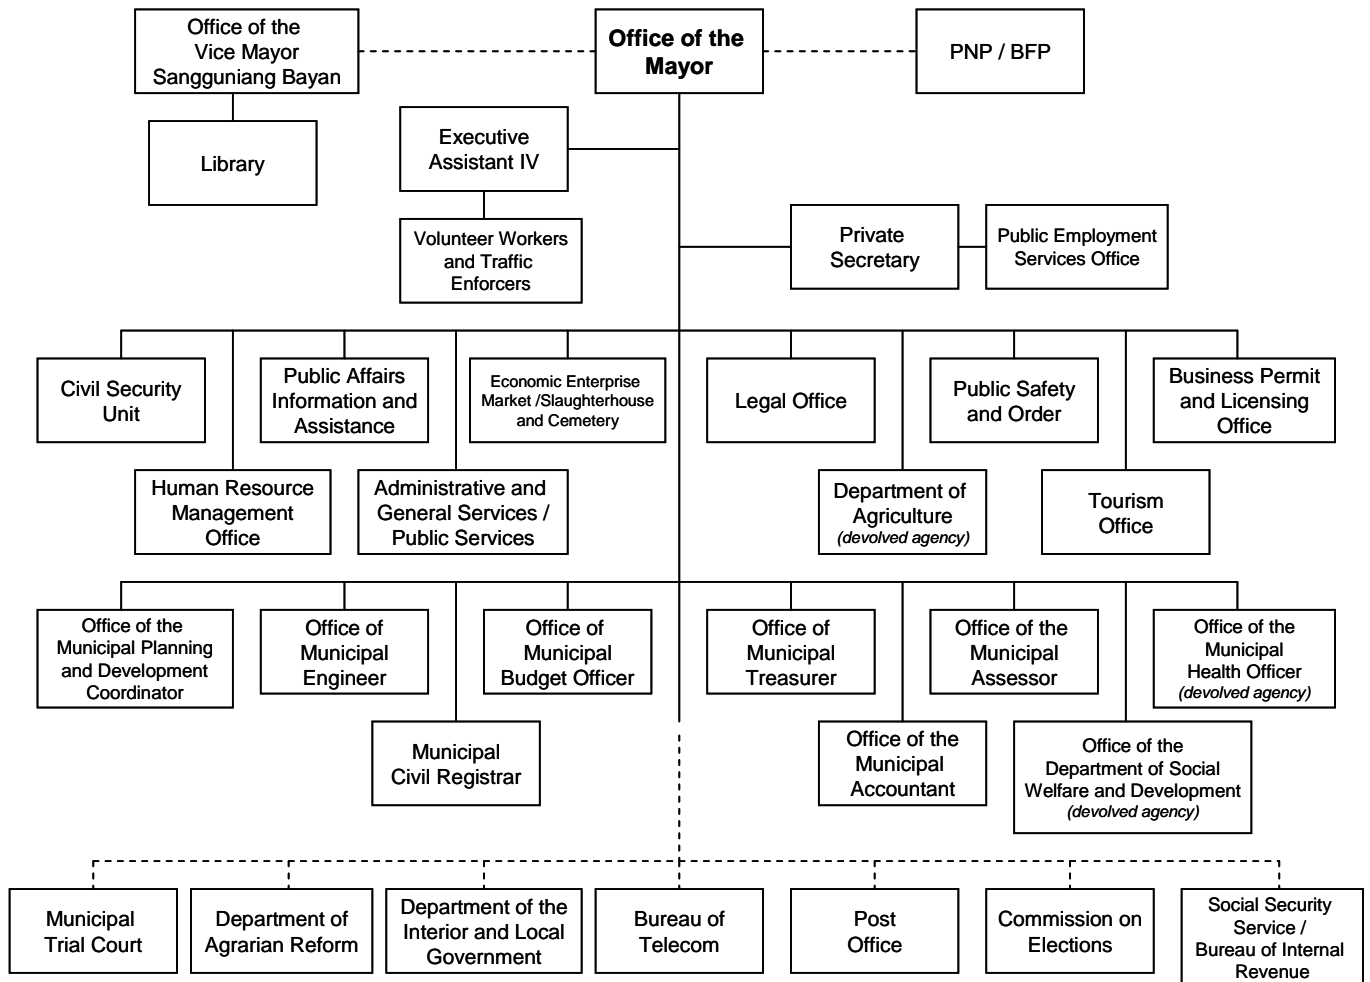 Office of the
Vice Mayor
Sangguniang Bayan
Office of the
Mayor
PNP / BFP
Library
Executive
Assistant IV
Volunteer Workers
and Traffic
Enforcers
Private
Secretary
Public Employment
Services Office
Civil Security
Unit
Public Affairs
Information and
Assistance
Economic Enterprise
Market /Slaughterhouse
and Cemetery
Legal Office
Public Safety
and Order
Business Permit
and Licensing
Office
Human Resource
Management
Office
Administrative and
General Services /
Public Services
Department of
Agriculture
(devolved agency)
Tourism
Office
Office of the
Municipal Planning
and Development
Coordinator
Office of
Municipal
Engineer
Office of
Municipal
Budget Officer
Office of
Municipal
Treasurer
Office of the
Municipal
Assessor
Office of the
Municipal
Health Officer
(devolved agency)
Municipal
Civil Registrar
Office of the
Municipal
Accountant
Office of the
Department of Social
Welfare and Development
(devolved agency)
Municipal
Trial Court
Department of
Agrarian Reform
Department of the
Interior and Local
Government
Bureau of
Telecom
Post
Office
Commission on
Elections
Social Security
Service /
Bureau of Internal
Revenue